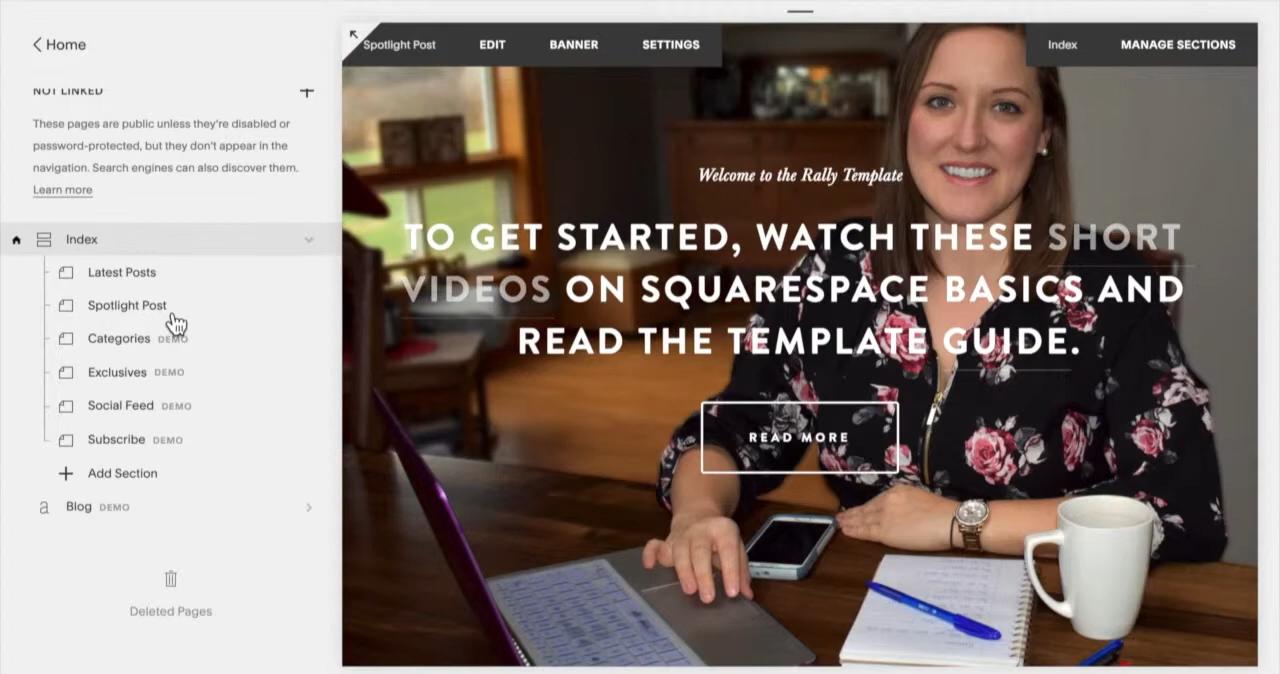 Home
NOT LINKED
These pages are public unless they're disabled or
password-protected, but they don't appear in the
navigation. Search engines can also discover them.
Learn more
Index
Latest Posts
Spotlight Post
Categories DEMO
Exclusives DEMO
Social Feed DEMO
Subscribe DEMO
Add Section
Blog DEMO
Deleted Pages
Spotlight Post EDIT BANNER SETTINGS
Index MANAGE SECTIONS
Welcome to the Rally Template
TO GET STARTED, WATCH THESE SHORT
VIDEOS ON SQUARESPACE BASICS AND
READ THE TEMPLATE GUIDE.
READ MORE